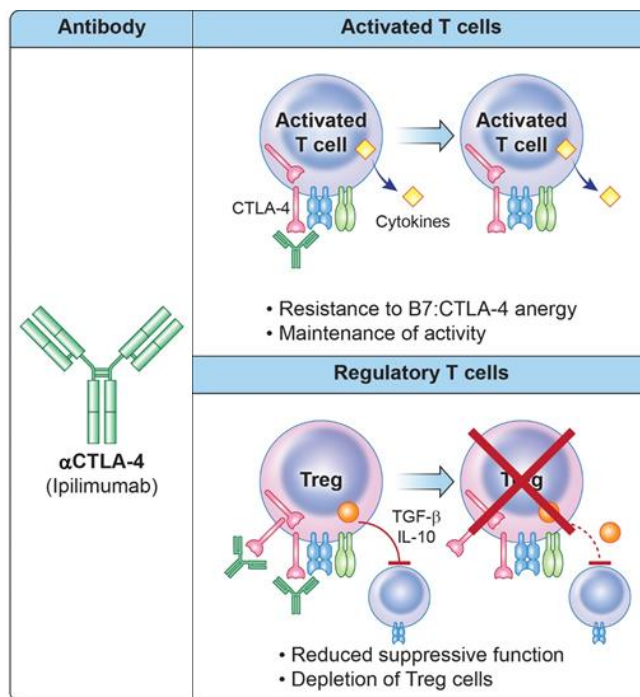 Antibody
Activated T cells
Activated
T cell
Activated
T cell
CTLA-4
Cytokines
• Resistance to B7:CTLA-4 anergy
• Maintenance of activity
αCTLA-4
(Ipilimumab)
Regulatory T cells
Treg
Treg
TGF-β
IL-10
• Reduced suppressive function
• Depletion of Treg cells